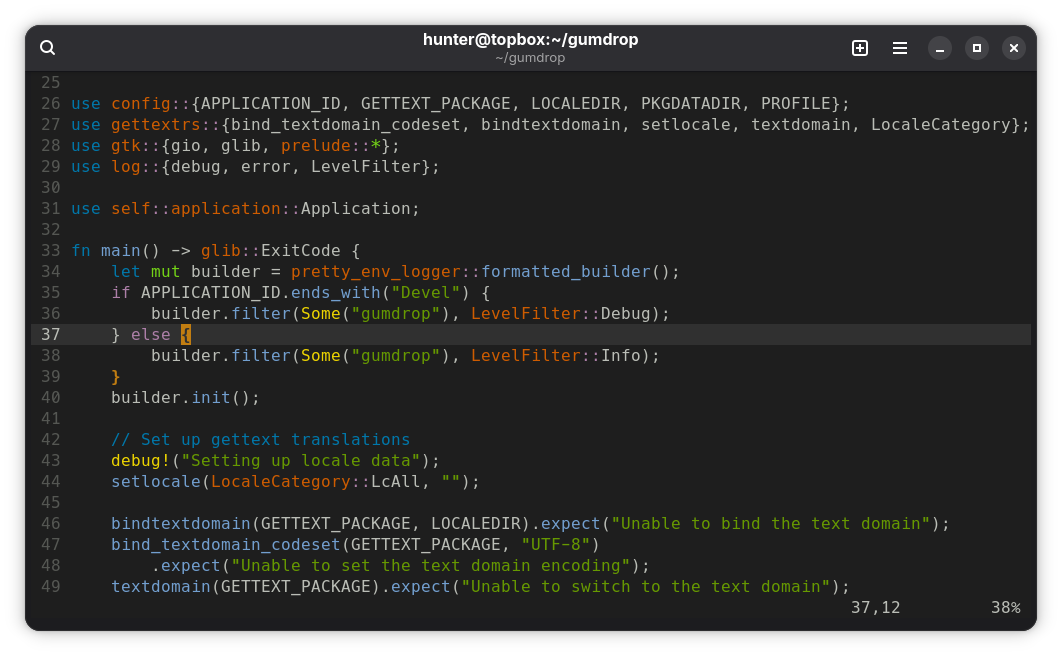 hunter@topbox:~/gumdrop
~/gumdrop
25
26 use config::{APPLICATION_ID, GETTEXT_PACKAGE, LOCALEDIR, PKGDATADIR, PROFILE};
27 use gettextrs::{bind_textdomain_codeset, bindtextdomain, setlocale, textdomain, LocaleCategory};
28 use gtk::{gio, glib, prelude::*};
29 use log::{debug, error, LevelFilter};
30
31 use self::application::Application;
32
33 fn main() -> glib::ExitCode {
34     let mut builder = pretty_env_logger::formatted_builder();
35     if APPLICATION_ID.ends_with("Devel") {
36         builder.filter(Some("gumdrop"), LevelFilter::Debug);
37     } else {
38         builder.filter(Some("gumdrop"), LevelFilter::Info);
39     }
40     builder.init();
41
42     // Set up gettext translations
43     debug!("Setting up locale data");
44     setlocale(LocaleCategory::LcAll, "");
45
46     bindtextdomain(GETTEXT_PACKAGE, LOCALEDIR).expect("Unable to bind the text domain");
47     bind_textdomain_codeset(GETTEXT_PACKAGE, "UTF-8")
48         .expect("Unable to set the text domain encoding");
49     textdomain(GETTEXT_PACKAGE).expect("Unable to switch to the text domain");
37,12 38%